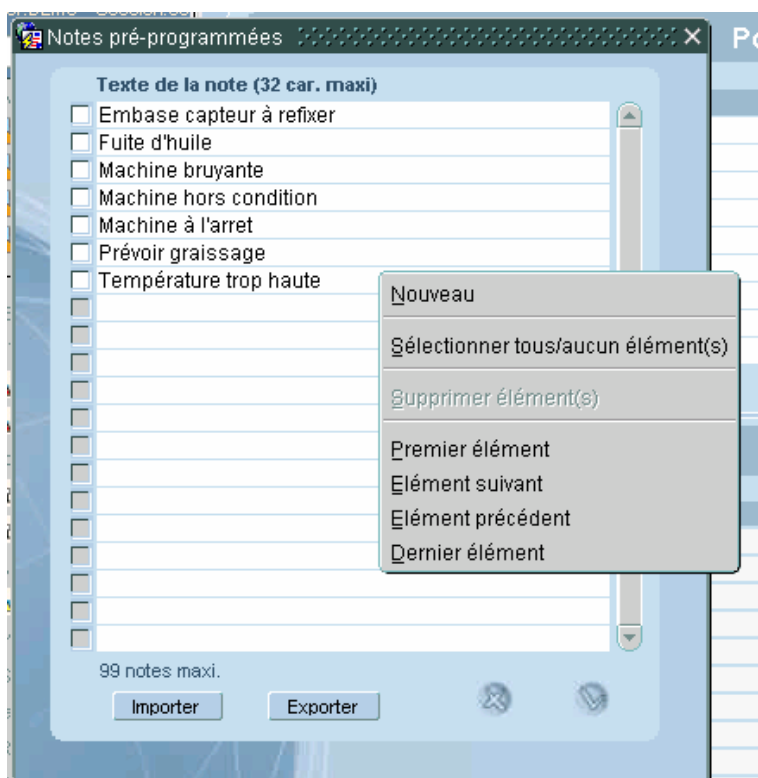 Notes pré-programmées
Texte de la note (32 car. maxi)
Embase capteur à refixer
Fuite d'huile
Machine bruyante
Machine hors condition
Machine à l'arret
Prévoir graissage
Température trop haute
Nouveau
Sélectionner tous/aucun élément(s)
Supprimer élément(s)
Premier élément
Elément suivant
Elément précédent
Dernier élément
99 notes maxi.
Importer
Exporter